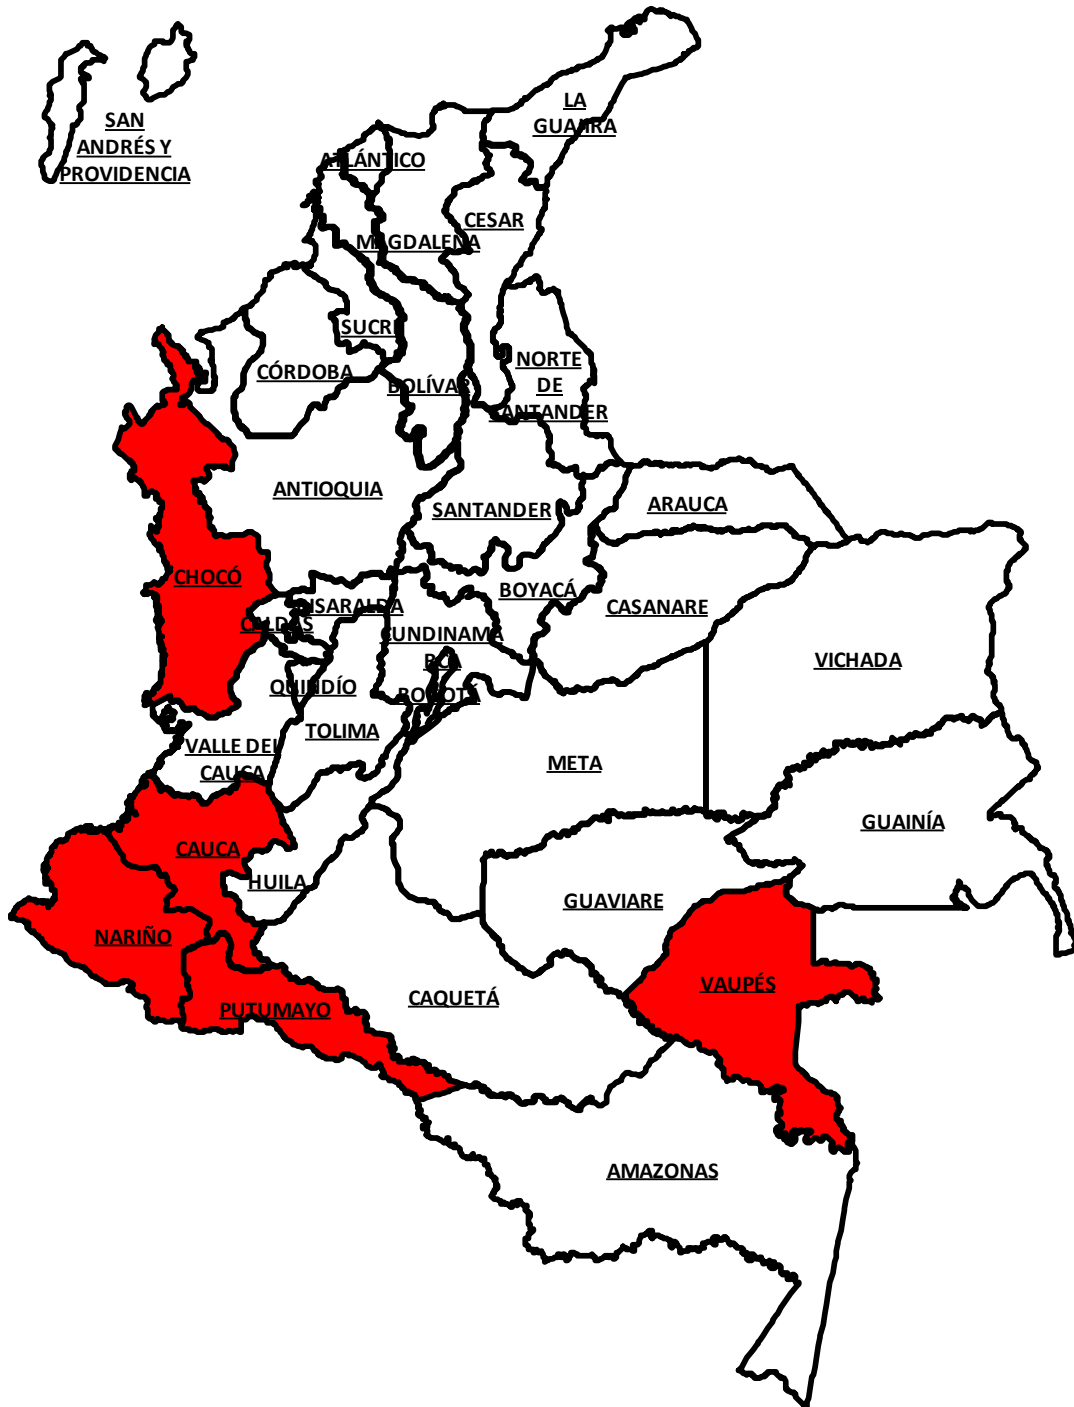 LA
GUAJIRA
SAN
ANDRÉS Y
PROVIDENCIA
ATLÁNTICO
CESAR
MAGDALENA
SUCRE
CÓRDOBA
BOLÍVAR
NORTE
DE
SANTANDER
ANTIOQUIA
SANTANDER
ARAUCA
CHOCÓ
BOYACÁ
RISARALDA
CASANARE
CALDAS
CUNDINAMA
RCA
VICHADA
QUINDÍO
BOGOTÁ
TOLIMA
VALLE DEL
CAUCA
META
GUAINÍA
CAUCA
HUILA
GUAVIARE
NARIÑO
VAUPÉS
CAQUETÁ
PUTUMAYO
AMAZONAS